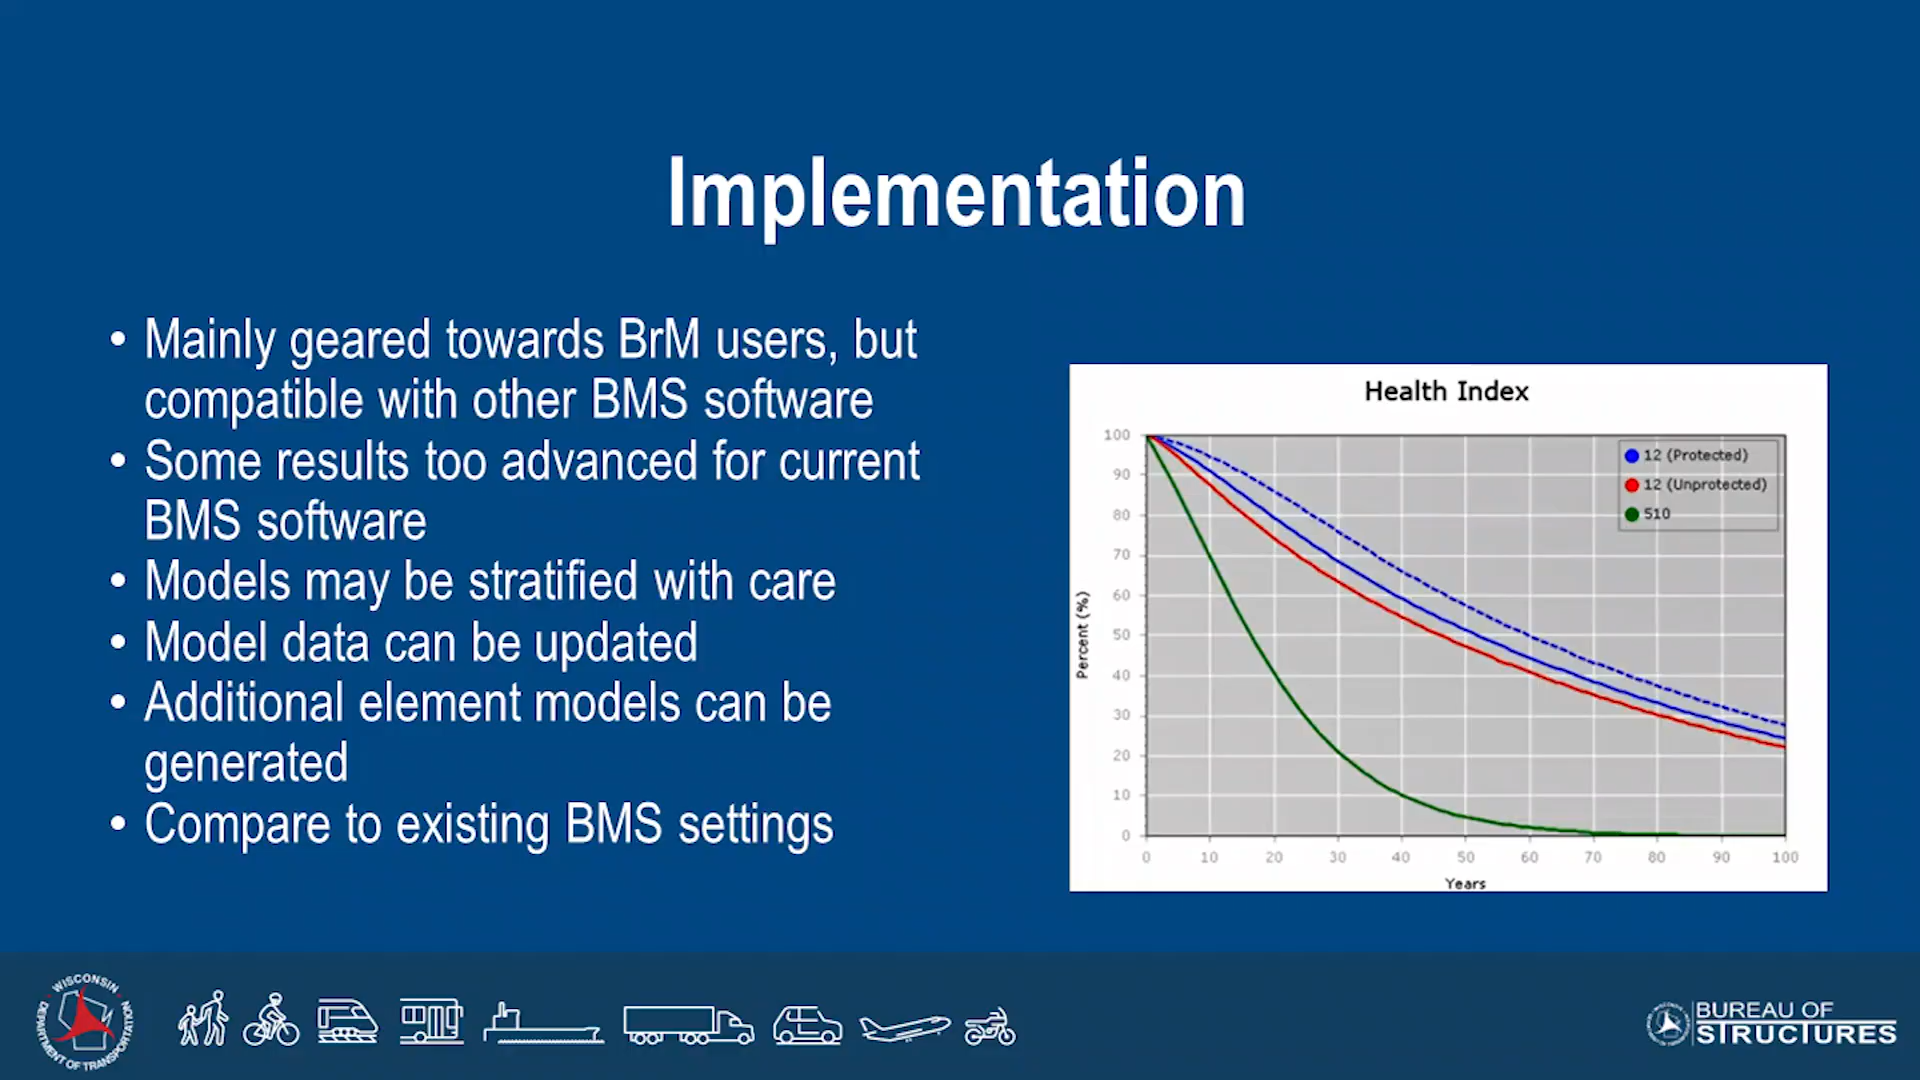 Implementation
• Mainly geared towards BrM users, but
compatible with other BMS software
• Some results too advanced for current
BMS software
• Models may be stratified with care
• Model data can be updated
• Additional element models can be
generated
• Compare to existing BMS settings
Health Index
100
90
80
70
60
50
40
30
20
10
0
Percent (%)
12 (Protected)
12 (Unprotected)
510
0 10 20 30 40 50 60 70 80 90 100
Years
WISCONSIN
DEPARTMENT OF TRANSPORTATION
BUREAU OF
STRUCTURES